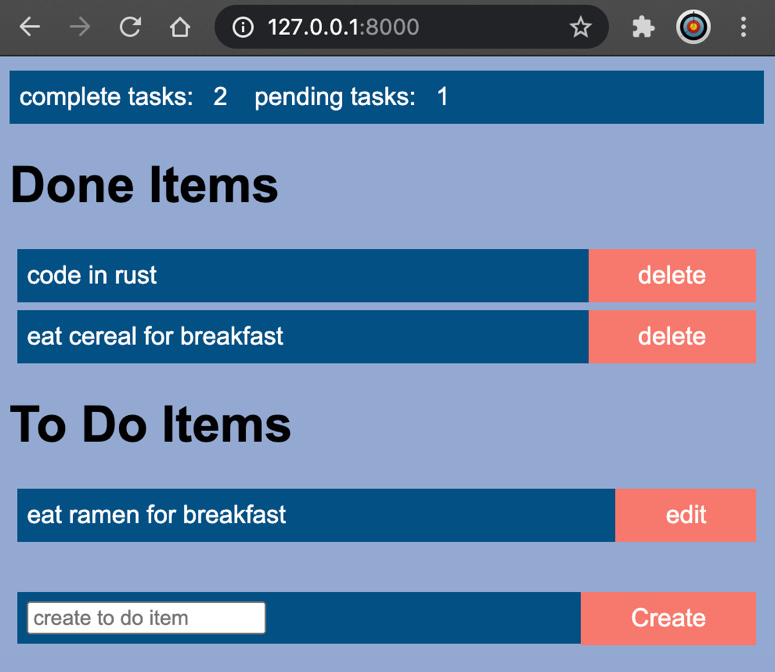 127.0.0.1:8000
complete tasks: 2 pending tasks: 1
Done Items
code in rust delete
eat cereal for breakfast delete
To Do Items
eat ramen for breakfast edit
create to do item Create